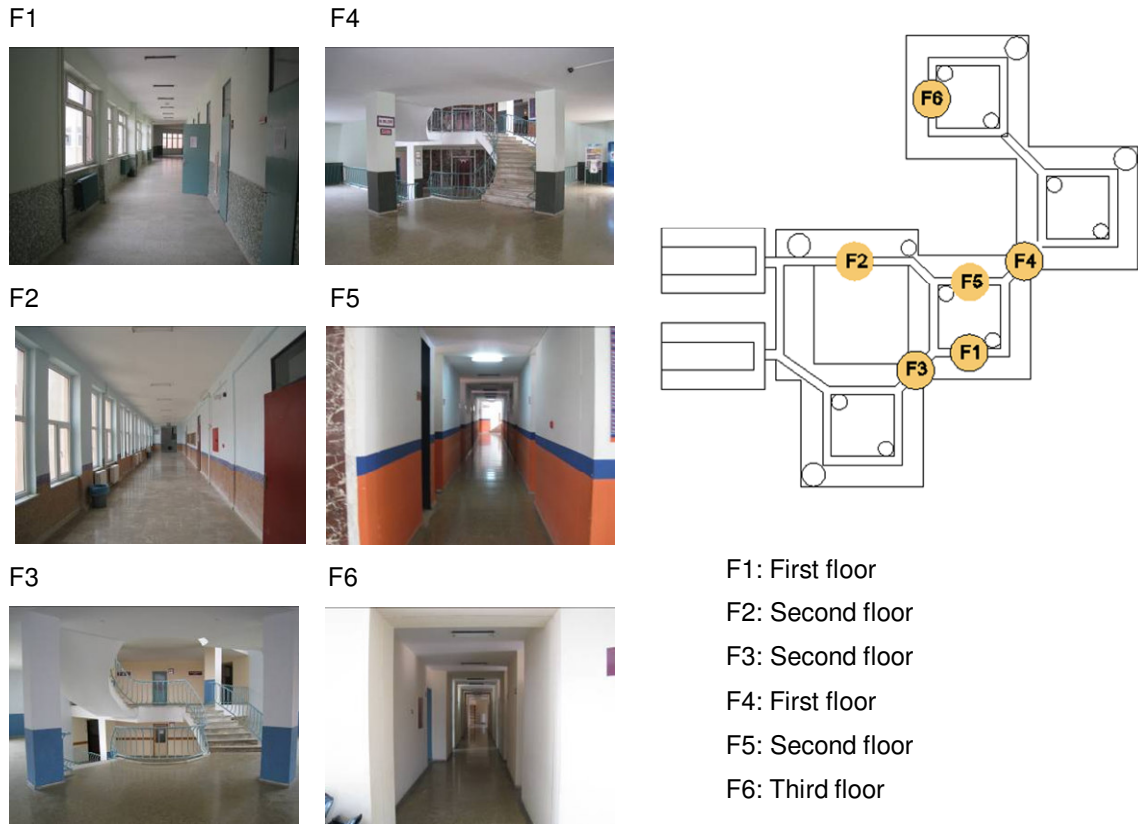 F1
F4
F2
F5
F3
F6
F6
F2
F4
F5
F3
F1
F1: First floor
F2: Second floor
F3: Second floor
F4: First floor
F5: Second floor
F6: Third floor